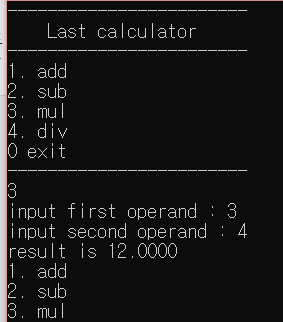 ------------------------
Last calculator
------------------------
1. add
2. sub
3. mul
4. div
0 exit
------------------------
3
input first operand : 3
input second operand : 4
result is 12.0000
1. add
2. sub
3. mul